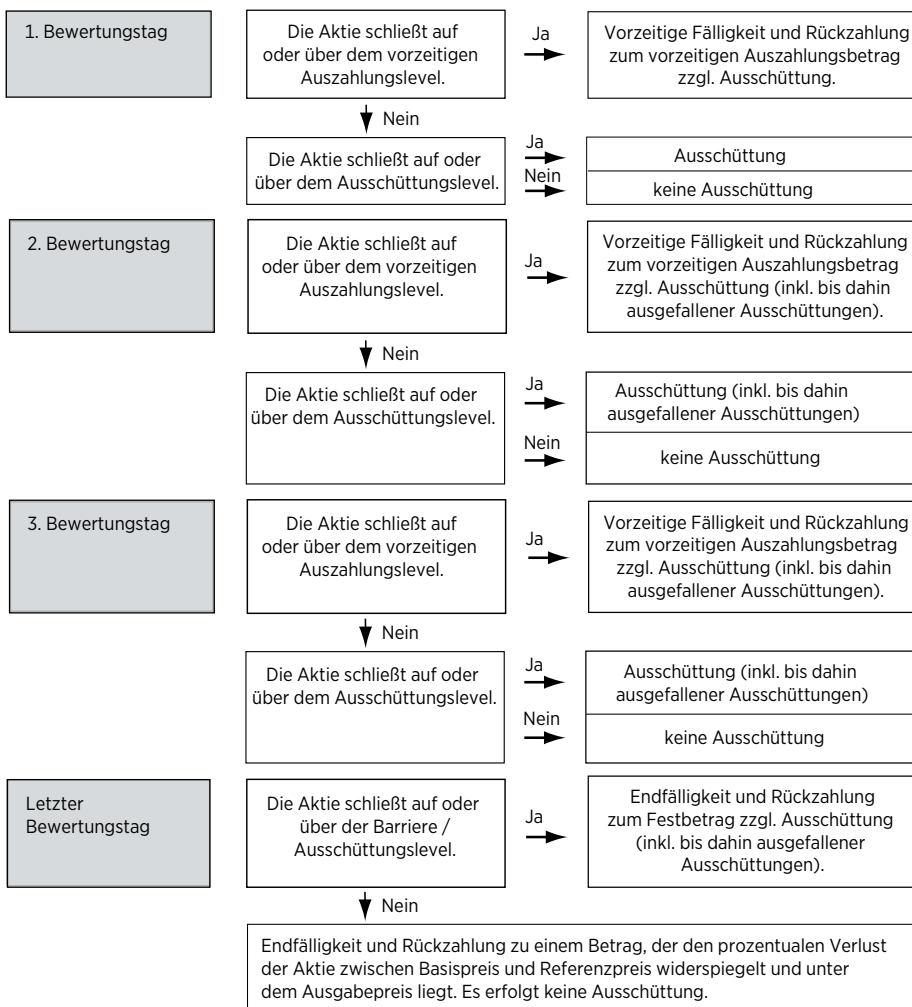 1. Bewertungstag
Die Aktie schließt auf
oder über dem vorzeitigen
Auszahlungslevel.
Ja
Vorzeitige Fälligkeit und Rückzahlung
zum vorzeitigen Auszahlungsbetrag
zzgl. Ausschüttung.
Nein
Die Aktie schließt auf oder
über dem Ausschüttungslevel.
Ja
Ausschüttung
Nein
keine Ausschüttung
2. Bewertungstag
Die Aktie schließt auf
oder über dem vorzeitigen
Auszahlungslevel.
Ja
Vorzeitige Fälligkeit und Rückzahlung
zum vorzeitigen Auszahlungsbetrag
zzgl. Ausschüttung (inkl. bis dahin
ausgefallener Ausschüttungen).
Nein
Die Aktie schließt auf oder
über dem Ausschüttungslevel.
Ja
Ausschüttung (inkl. bis dahin
ausgefallener Ausschüttungen)
Nein
keine Ausschüttung
3. Bewertungstag
Die Aktie schließt auf
oder über dem vorzeitigen
Auszahlungslevel.
Ja
Vorzeitige Fälligkeit und Rückzahlung
zum vorzeitigen Auszahlungsbetrag
zzgl. Ausschüttung (inkl. bis dahin
ausgefallener Ausschüttungen).
Nein
Die Aktie schließt auf oder
über dem Ausschüttungslevel.
Ja
Ausschüttung (inkl. bis dahin
ausgefallener Ausschüttungen)
Nein
keine Ausschüttung
Letzter
Bewertungstag
Die Aktie schließt auf oder
über der Barriere /
Ausschüttungslevel.
Ja
Endfälligkeit und Rückzahlung
zum Festbetrag zzgl. Ausschüttung
(inkl. bis dahin ausgefallener
Ausschüttungen).
Nein
Endfälligkeit und Rückzahlung zu einem Betrag, der den prozentualen Verlust
der Aktie zwischen Basispreis und Referenzpreis widerspiegelt und unter
dem Ausgabepreis liegt. Es erfolgt keine Ausschüttung.